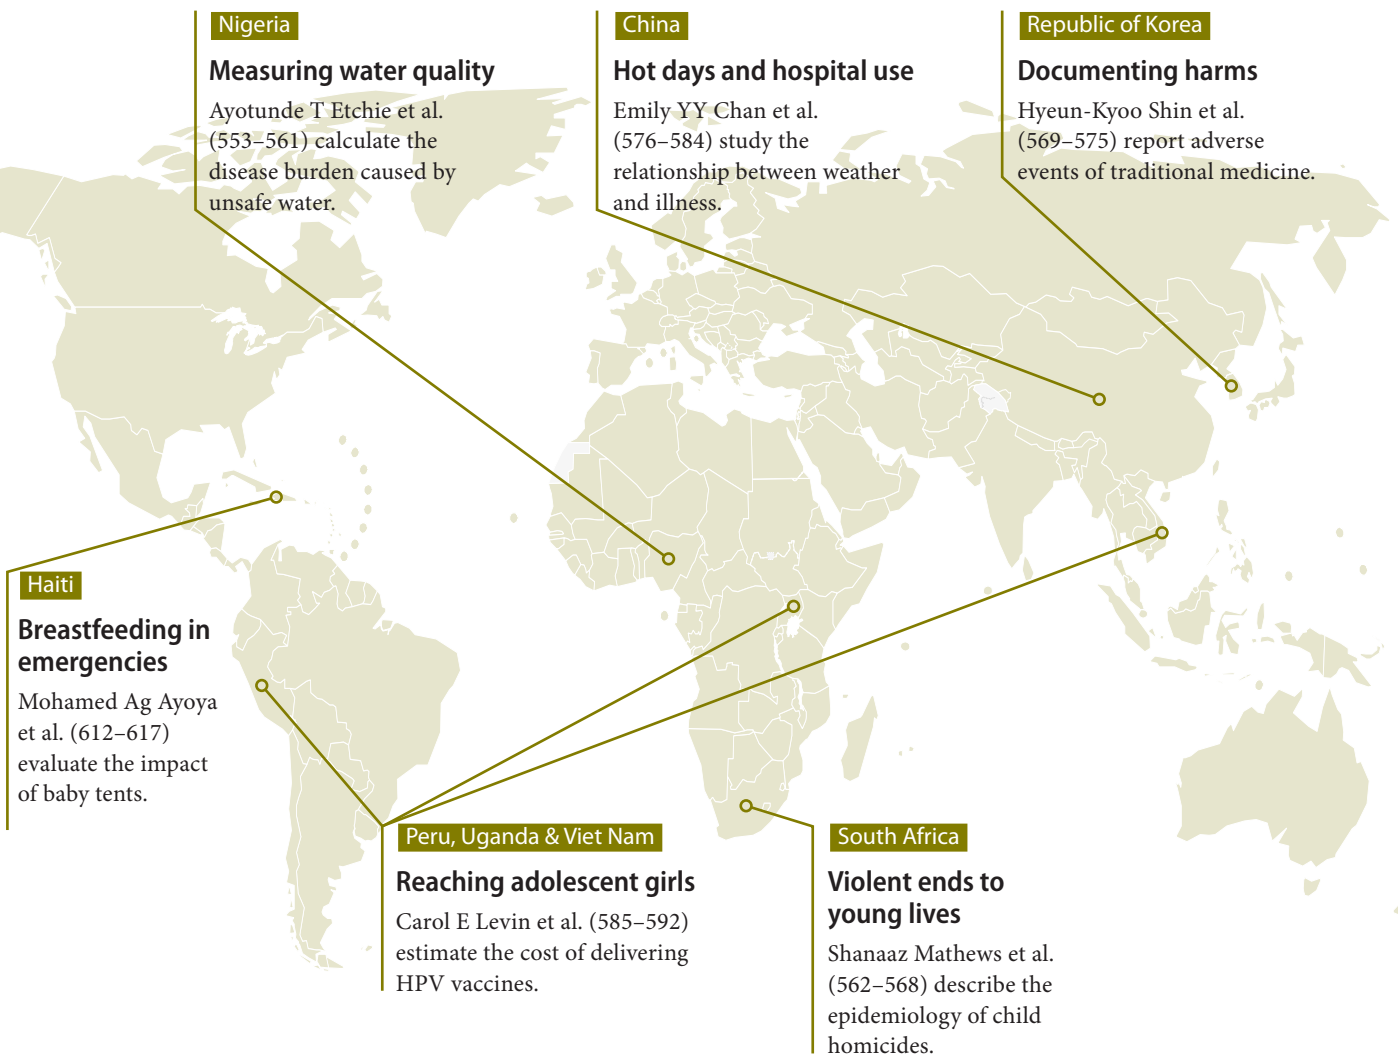 Nigeria
Measuring water quality
Ayotunde T Etchie et al.
(553–561) calculate the
disease burden caused by
unsafe water.
China
Hot days and hospital use
Emily YY Chan et al.
(576–584) study the
relationship between weather
and illness.
Republic of Korea
Documenting harms
Hyeun-Kyoo Shin et al.
(569–575) report adverse
events of traditional medicine.
Haiti
Breastfeeding in
emergencies
Mohamed Ag Ayoya
et al. (612–617)
evaluate the impact
of baby tents.
Peru, Uganda & Viet Nam
Reaching adolescent girls
Carol E Levin et al. (585–592)
estimate the cost of delivering
HPV vaccines.
South Africa
Violent ends to
young lives
Shanaaz Mathews et al.
(562–568) describe the
epidemiology of child
homicides.